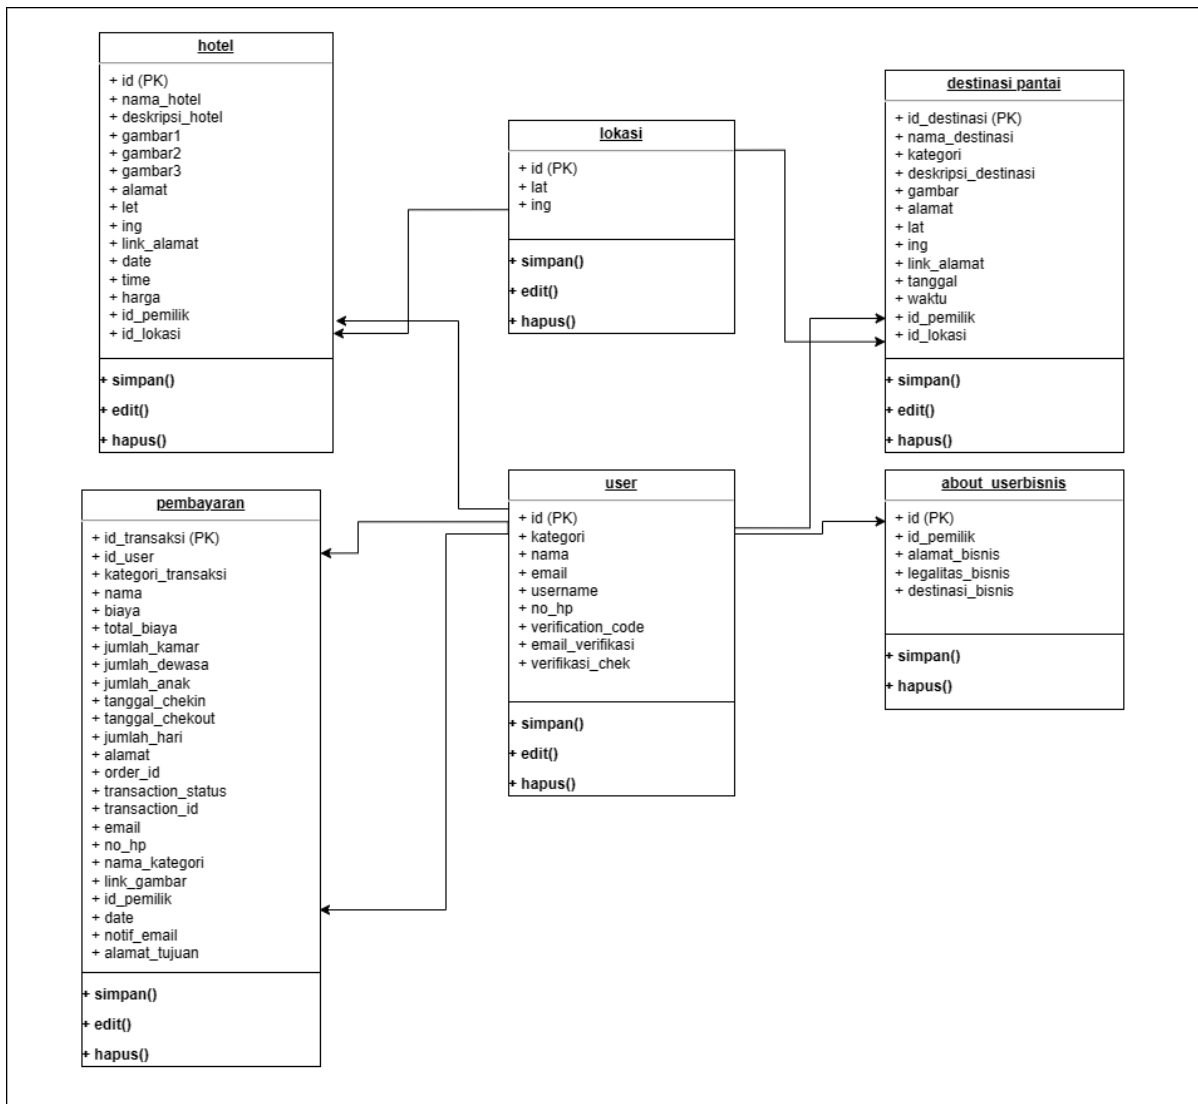 hotel
+ id (PK)
+ nama_hotel
+ deskripsi_hotel
+ gambar1
+ gambar2
+ gambar3
+ alamat
+ let
+ ing
+ link_alamat
+ date
+ time
+ harga
+ id_pemilik
+ id_lokasi
+ simpan()
+ edit()
+ hapus()
lokasi
+ id (PK)
+ lat
+ ing
+ simpan()
+ edit()
+ hapus()
destinasi pantai
+ id_destinasi (PK)
+ nama_destinasi
+ kategori
+ deskripsi_destinasi
+ gambar
+ alamat
+ lat
+ ing
+ link_alamat
+ tanggal
+ waktu
+ id_pemilik
+ id_lokasi
+ simpan()
+ edit()
+ hapus()
pembayaran
+ id_transaksi (PK)
+ id_user
+ kategori_transaksi
+ nama
+ biaya
+ total_biaya
+ jumlah_kamar
+ jumlah_dewasa
+ jumlah_anak
+ tanggal_chekin
+ tanggal_chekout
+ jumlah_hari
+ alamat
+ order_id
+ transaction_status
+ transaction_id
+ email
+ no_hp
+ nama_kategori
+ link_gambar
+ id_pemilik
+ date
+ notif_email
+ alamat_tujuan
+ simpan()
+ edit()
+ hapus()
user
+ id (PK)
+ kategori
+ nama
+ email
+ username
+ no_hp
+ verification_code
+ email_verifikasi
+ verifikasi_chek
+ simpan()
+ edit()
+ hapus()
about_userbisnis
+ id (PK)
+ id_pemilik
+ alamat_bisnis
+ legalitas_bisnis
+ destinasi_bisnis
+ simpan()
+ hapus()